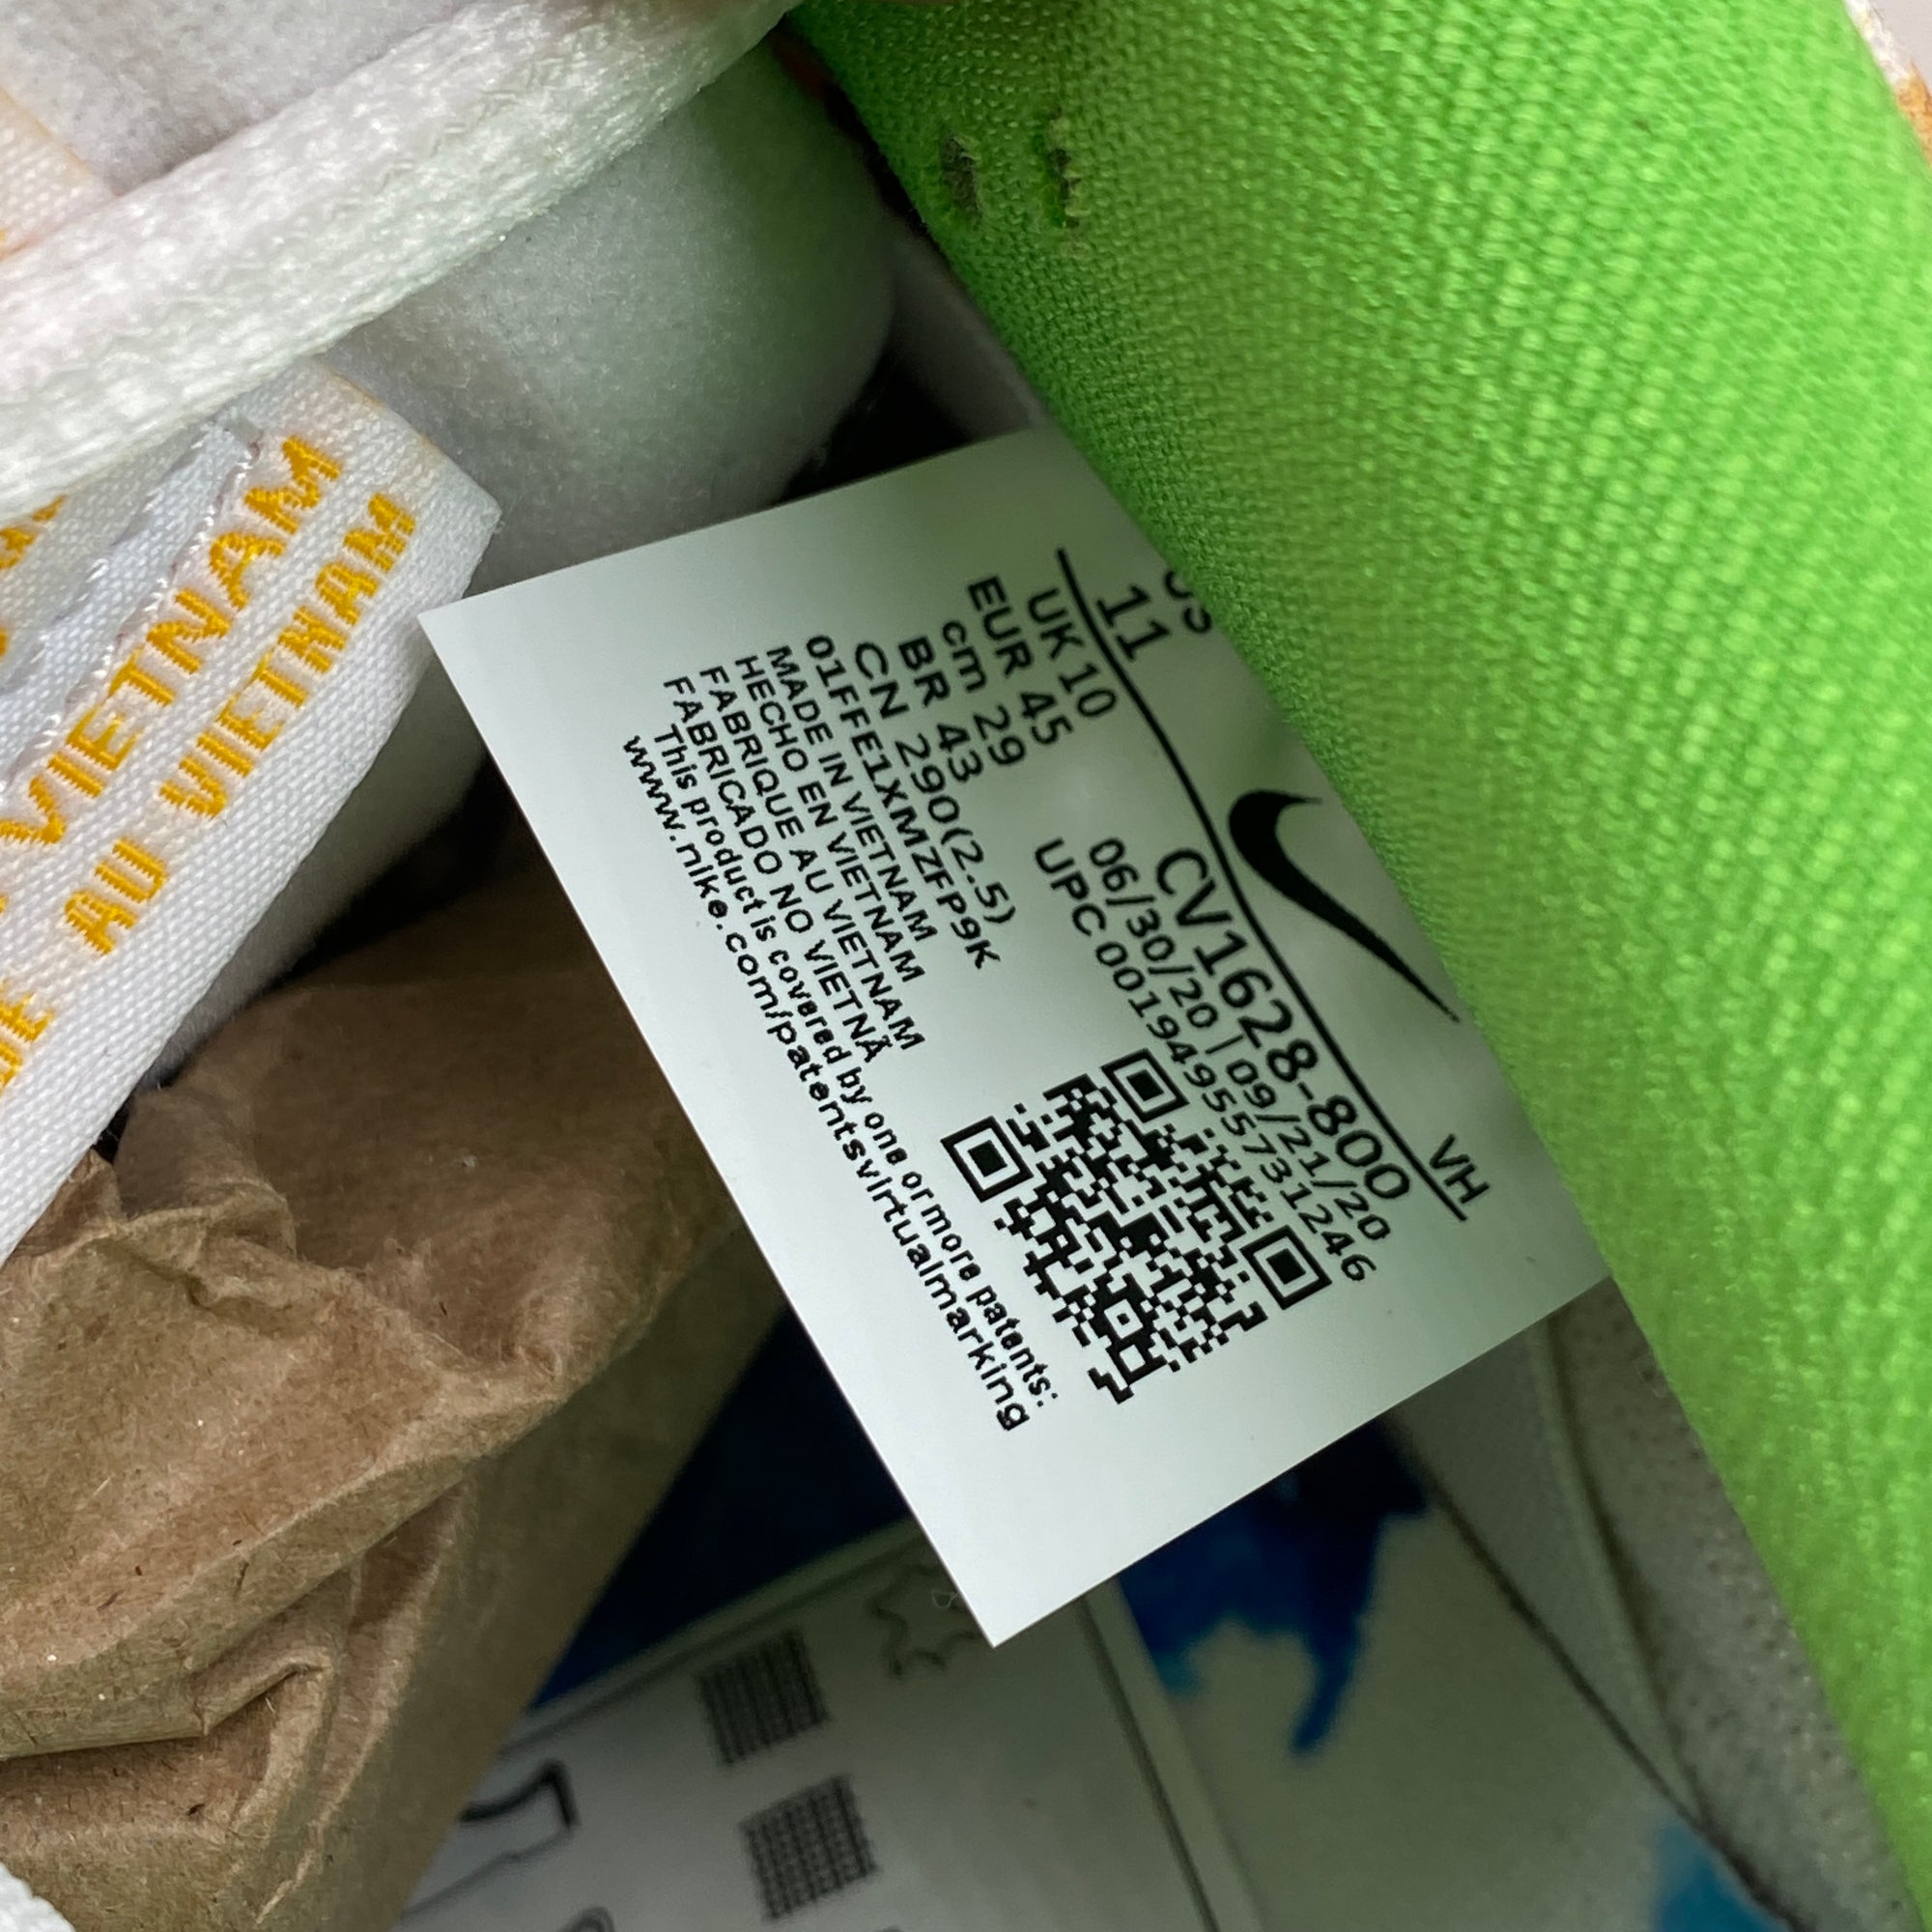 US
11
UK 10
EUR 45
cm 29
BR 43
CN 290(2.5)
01FFE1XMZFP9K
MADE IN VIETNAM
HECHO EN VIETNAM
FABRIQUE AU VIETNAM
FABRICADO NO VIETNÃ
This product is covered by one or more patents:
www.nike.com/patentsvirtualmarking
VH
CV1628-800
06/30/20 | 09/21/20
UPC 00194955731246
VIETNAM
AU VIETNAM